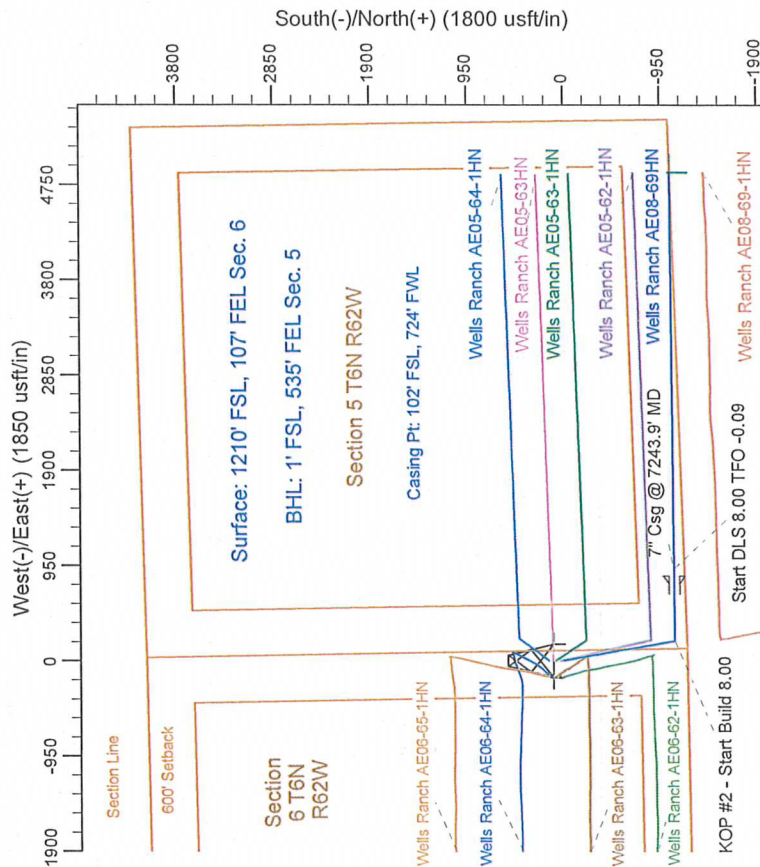 South(-)/North(+) (1800 usft/in)
3800
2850
1900
950
0
-950
-1900
West(-)/East(+) (1850 usft/in)
4750
3800
2850
1900
950
0
-950
-1900
Surface: 1210' FSL, 107' FEL Sec. 6
BHL: 1' FSL, 535' FEL Sec. 5
Section 5 T6N R62W
Casing Pt: 102' FSL, 724' FWL
Wells Ranch AE05-64-1HN
Wells Ranch AE05-63HN
Wells Ranch AE05-63-1HN
Wells Ranch AE05-62-1HN
Wells Ranch AE08-69HN
Wells Ranch AE08-69-1HN
7" Csg @ 7243.9' MD
Start DLS 8.00 TFO -0.09
KOP #2 - Start Build 8.00
Section Line
600' Setback
Section
6 T6N
R62W
Wells Ranch AE06-65-1HN
Wells Ranch AE06-64-1HN
Wells Ranch AE06-63-1HN
Wells Ranch AE06-62-1HN